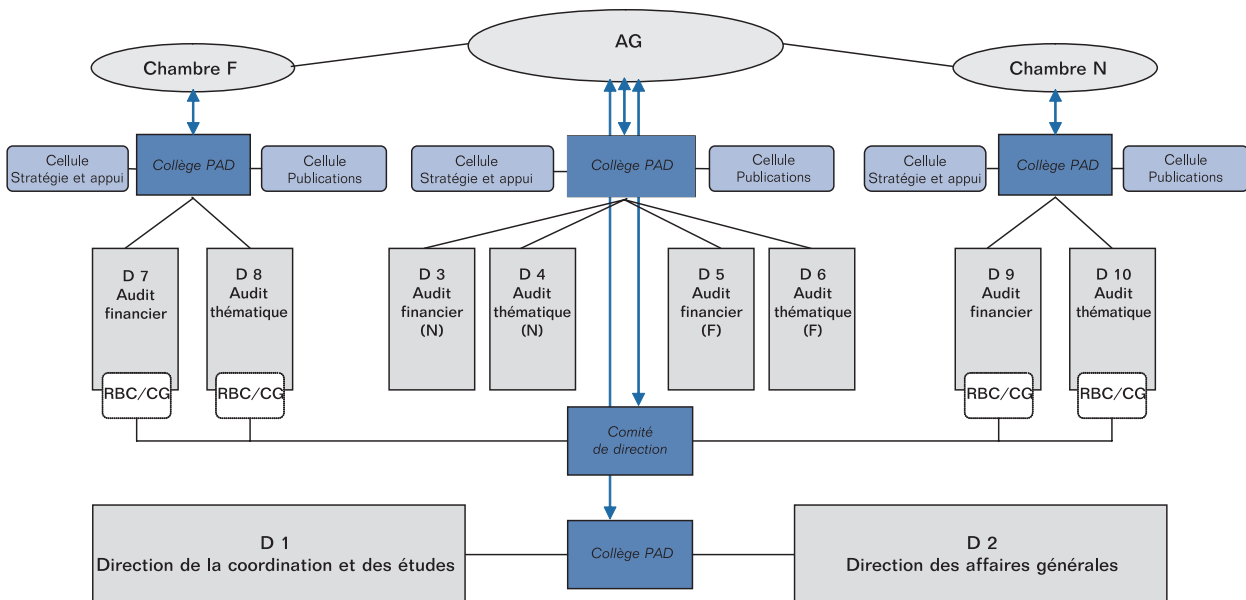 AG
Chambre F
Chambre N
Cellule
Stratégie et appui
Collège PAD
Cellule
Publications
Cellule
Stratégie et appui
Collège PAD
Cellule
Publications
Cellule
Stratégie et appui
Collège PAD
Cellule
Publications
D 7
Audit
financier
D 8
Audit
thématique
D 3
Audit
financier
(N)
D 4
Audit
thématique
(N)
D 5
Audit
financier
(F)
D 6
Audit
thématique
(F)
D 9
Audit
financier
D 10
Audit
thématique
RBC/CG
RBC/CG
RBC/CG
RBC/CG
Comité
de direction
D 1
Direction de la coordination et des études
Collège PAD
D 2
Direction des affaires générales